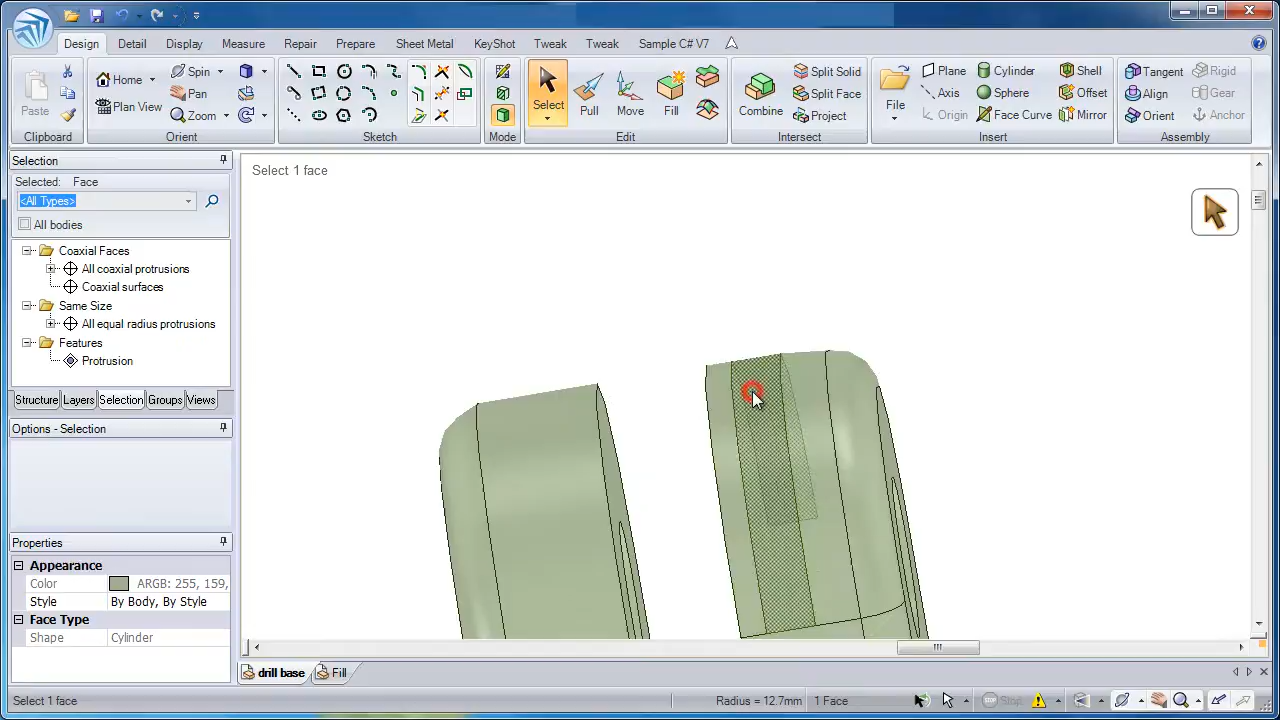 Design Detail Display Measure Repair Prepare Sheet Metal KeyShot Tweak Tweak Sample C# V7
Paste
Clipboard
Home
Plan View
Spin
Pan
Zoom
Orient
Sketch
Mode
Select
Pull
Move
Fill
Edit
Combine
Split Solid
Split Face
Project
Intersect
File
Plane
Axis
Origin
Cylinder
Sphere
Face Curve
Shell
Offset
Mirror
Insert
Tangent
Align
Orient
Rigid
Gear
Anchor
Assembly
Selection
Selected: Face
<All Types>
All bodies
Coaxial Faces
All coaxial protrusions
Coaxial surfaces
Same Size
All equal radius protrusions
Features
Protrusion
Structure Layers Selection Groups Views
Options - Selection
Properties
Appearance
Color ARGB: 255, 159,
Style By Body, By Style
Face Type
Shape Cylinder
Select 1 face
drill base Fill
Select 1 face
Radius = 12.7mm 1 Face
Stop